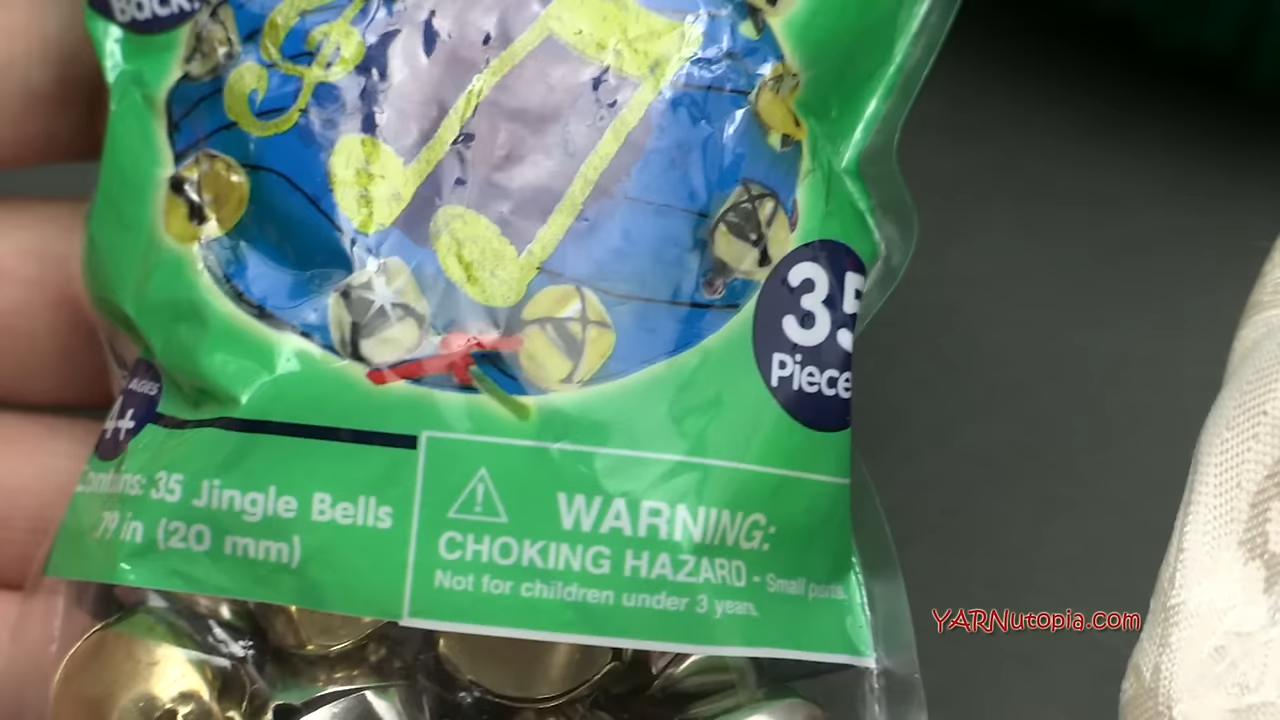 Back!
35
Piece
AGES
4+
Contains: 35 Jingle Bells
.79 in (20 mm)
WARNING:
CHOKING HAZARD - Small parts.
Not for children under 3 years.
YARNutopia.com